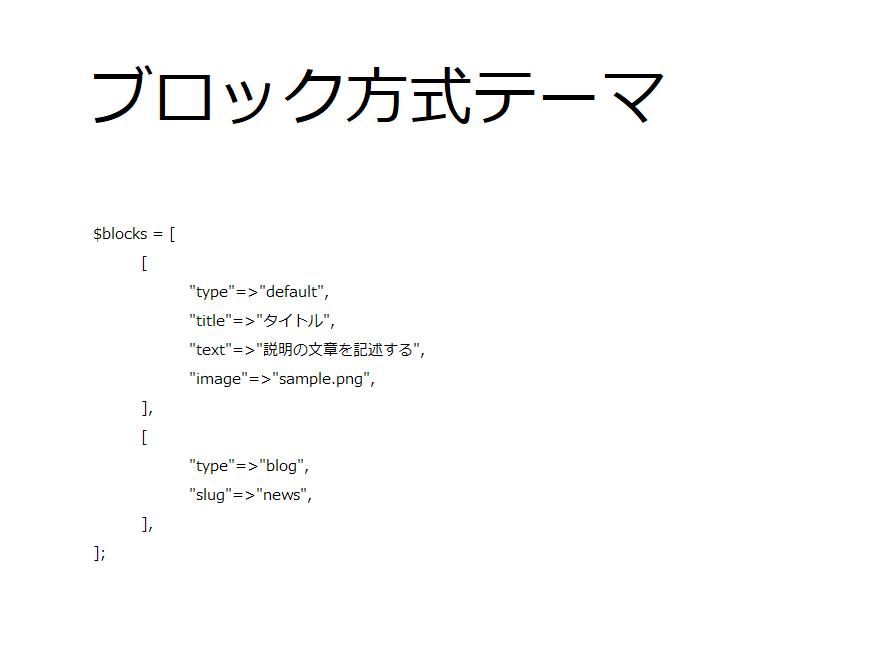 ブロック方式テーマ
$blocks = [
[
"type"=>"default",
"title"=>"タイトル",
"text"=>"説明の文章を記述する",
"image"=>"sample.png",
],
[
"type"=>"blog",
"slug"=>"news",
],
];